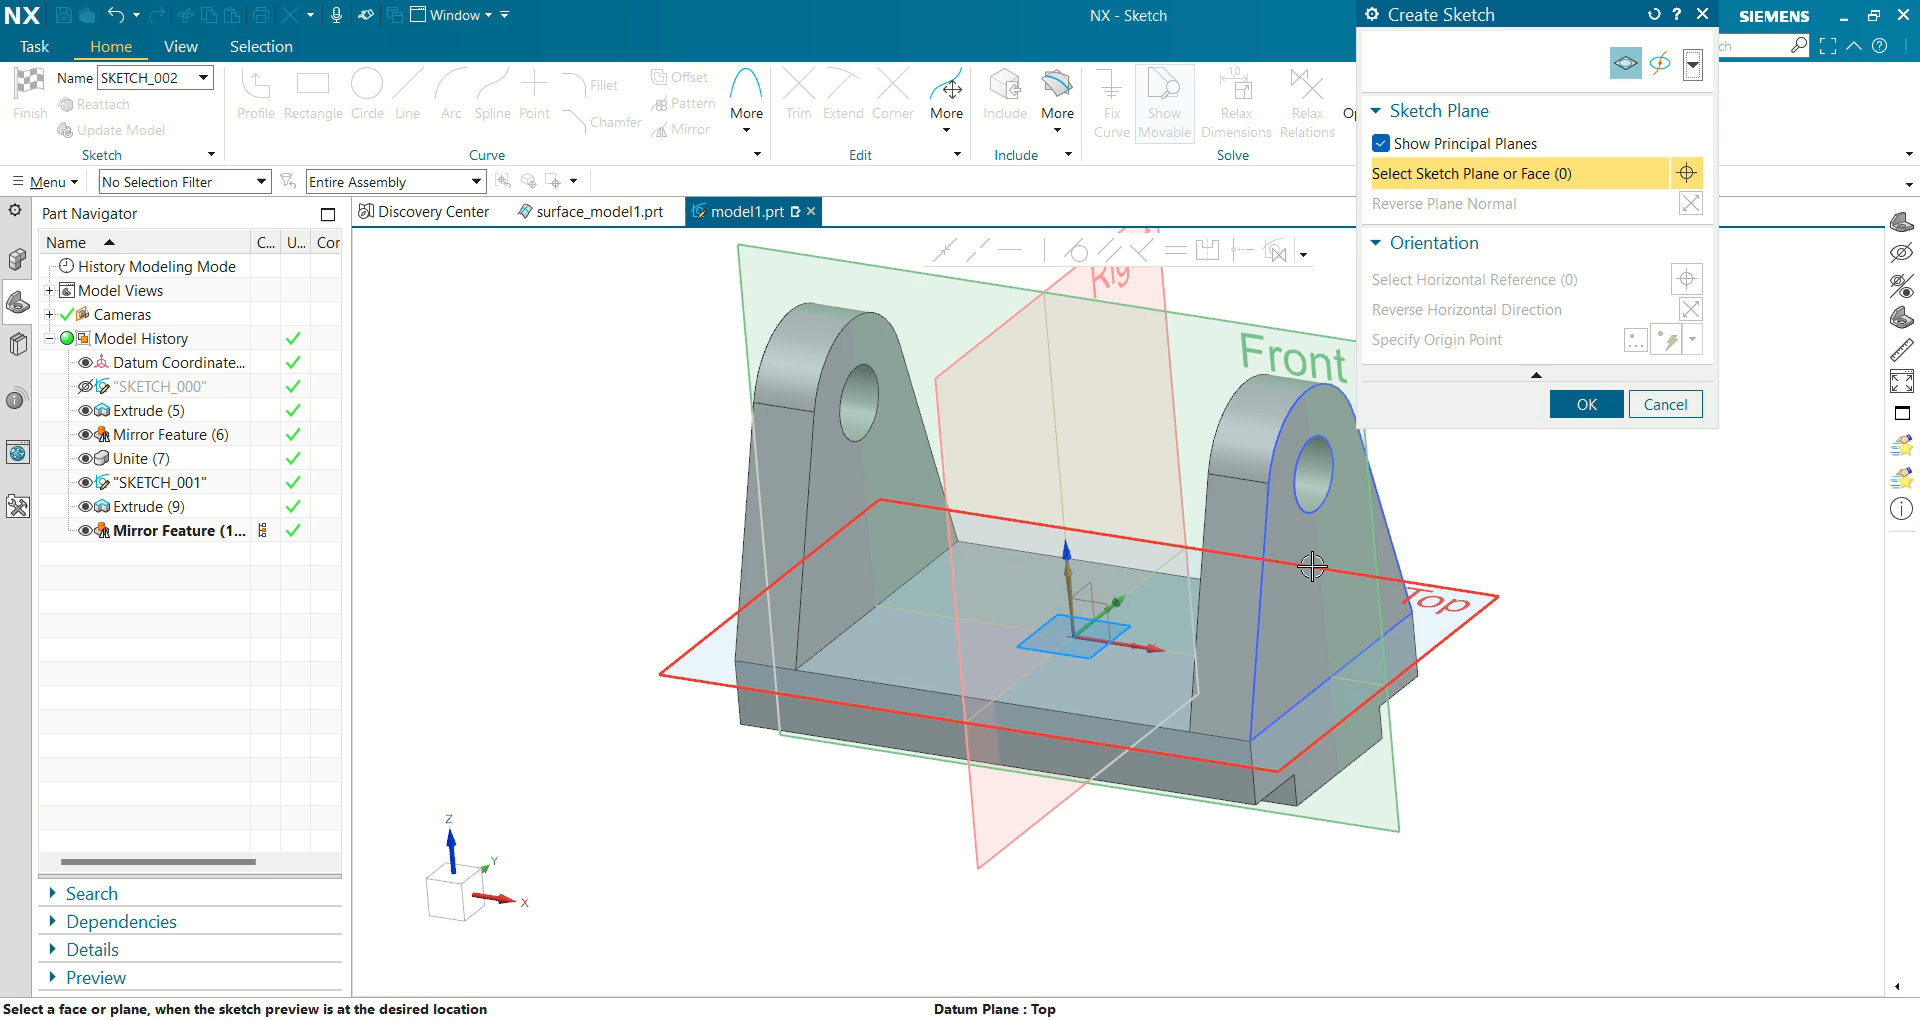 NX
Window
NX - Sketch
Create Sketch
SIEMENS
Task
Home
View
Selection
ch
Finish
Name
SKETCH_002
Reattach
Update Model
Sketch
Profile
Rectangle
Circle
Line
Arc
Spline
Point
Fillet
Chamfer
Offset
Pattern
Mirror
More
Curve
Trim
Extend
Corner
More
Edit
Include
More
Include
Fix Curve
Show Movable
Relax Dimensions
Relax Relations
Op
Solve
Menu
No Selection Filter
Entire Assembly
Part Navigator
Discovery Center
surface_model1.prt
model1.prt
Name
C...
U...
Cor
History Modeling Mode
Model Views
Cameras
Model History
Datum Coordinate...
"SKETCH_000"
Extrude (5)
Mirror Feature (6)
Unite (7)
"SKETCH_001"
Extrude (9)
Mirror Feature (1...
Search
Dependencies
Details
Preview
Sketch Plane
Show Principal Planes
Select Sketch Plane or Face (0)
Reverse Plane Normal
Orientation
Select Horizontal Reference (0)
Reverse Horizontal Direction
Specify Origin Point
OK
Cancel
Rig
Front
Top
Z
Y
X
Select a face or plane, when the sketch preview is at the desired location
Datum Plane : Top